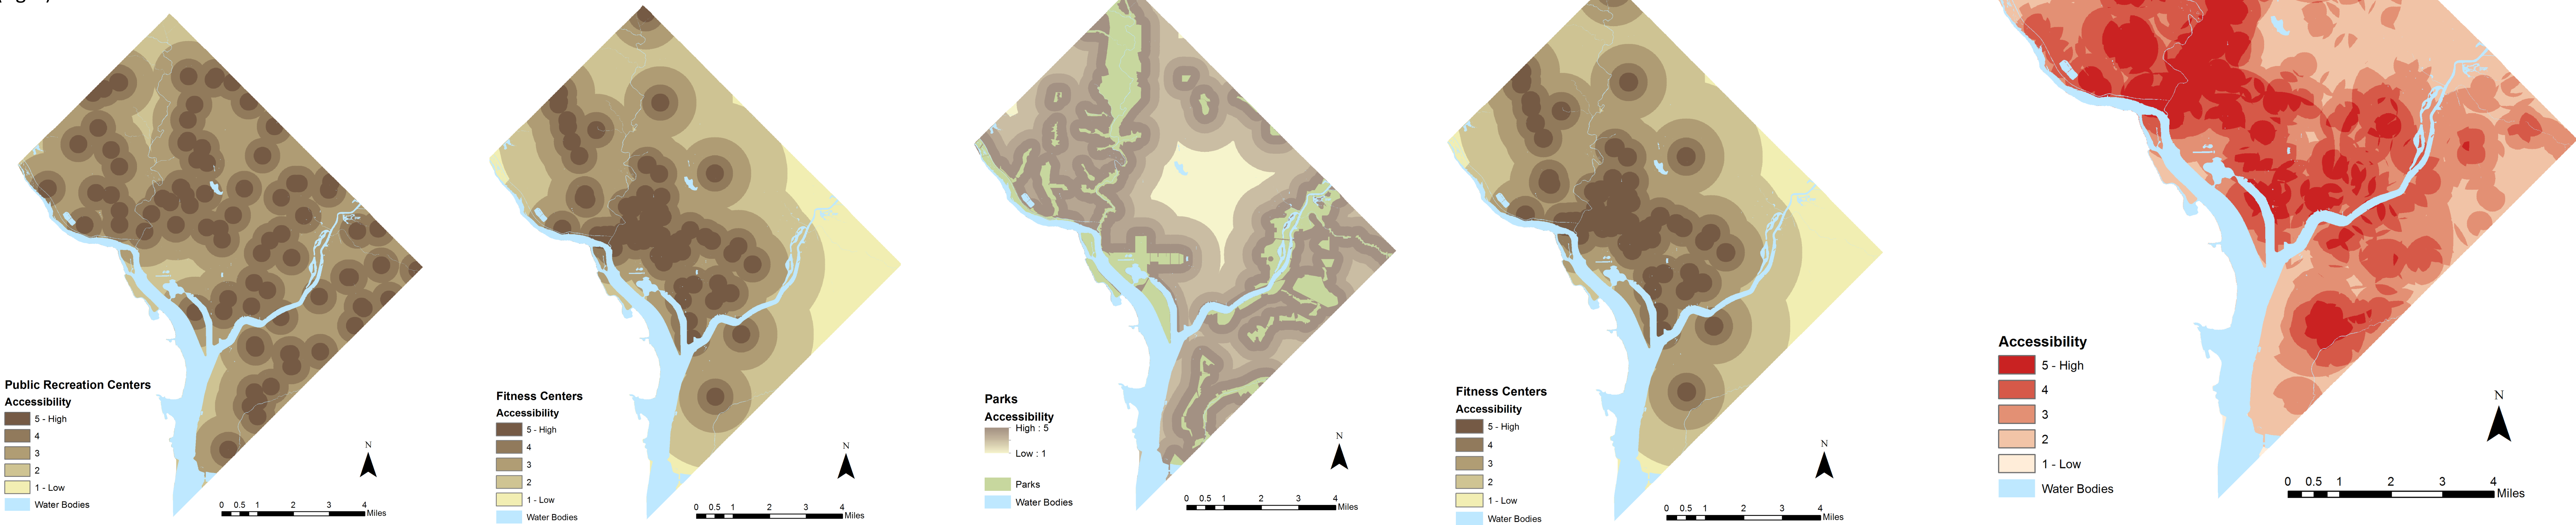 Public Recreation Centers
Accessibility
5 - High
4
3
2
1 - Low
Water Bodies
N
0 0.5 1 2 3 4
Miles
Fitness Centers
Accessibility
5 - High
4
3
2
1 - Low
Water Bodies
N
0 0.5 1 2 3 4
Miles
Parks
Accessibility
High : 5
Low : 1
Parks
Water Bodies
N
0 0.5 1 2 3 4
Miles
Fitness Centers
Accessibility
5 - High
4
3
2
1 - Low
Water Bodies
N
0 0.5 1 2 3 4
Miles
Accessibility
5 - High
4
3
2
1 - Low
Water Bodies
N
0 0.5 1 2 3 4
Miles